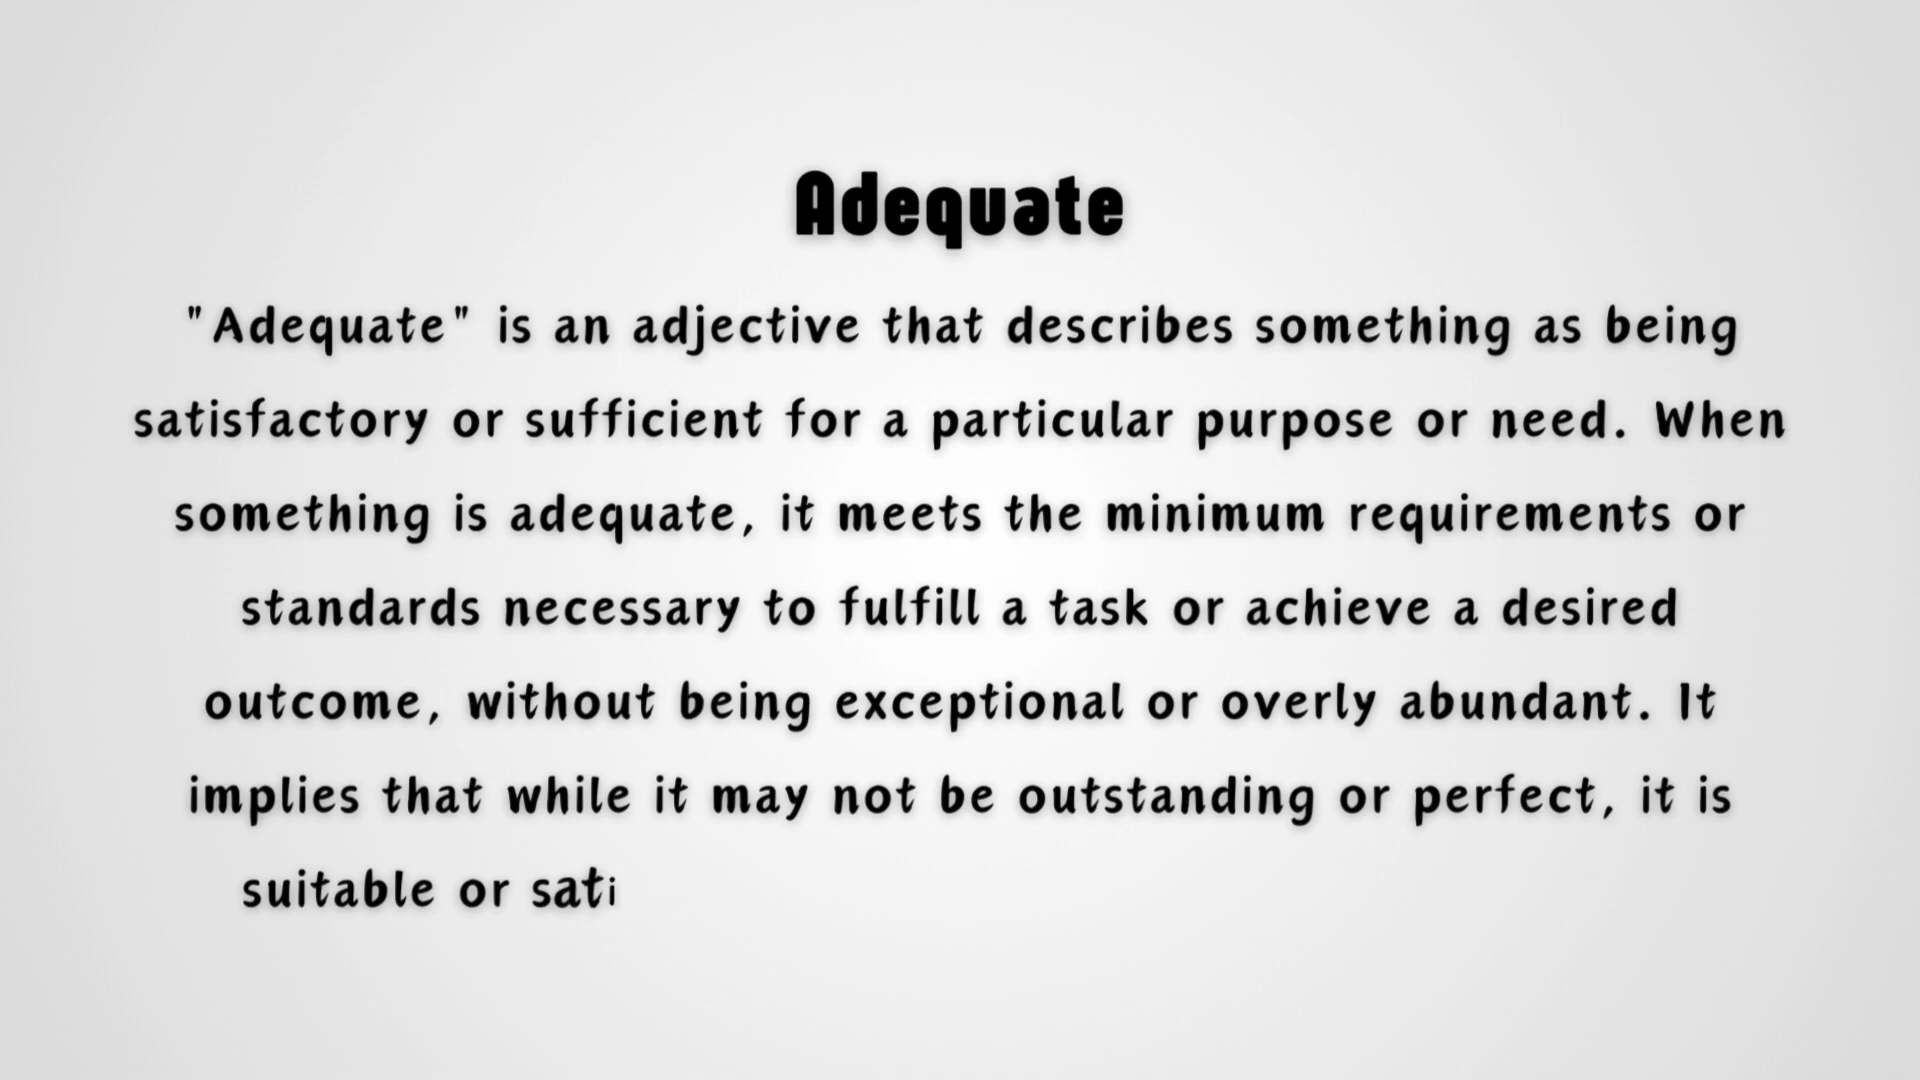 Adequate
"Adequate" is an adjective that describes something as being
satisfactory or sufficient for a particular purpose or need. When
something is adequate, it meets the minimum requirements or
standards necessary to fulfill a task or achieve a desired
outcome, without being exceptional or overly abundant. It
implies that while it may not be outstanding or perfect, it is
suitable or sati